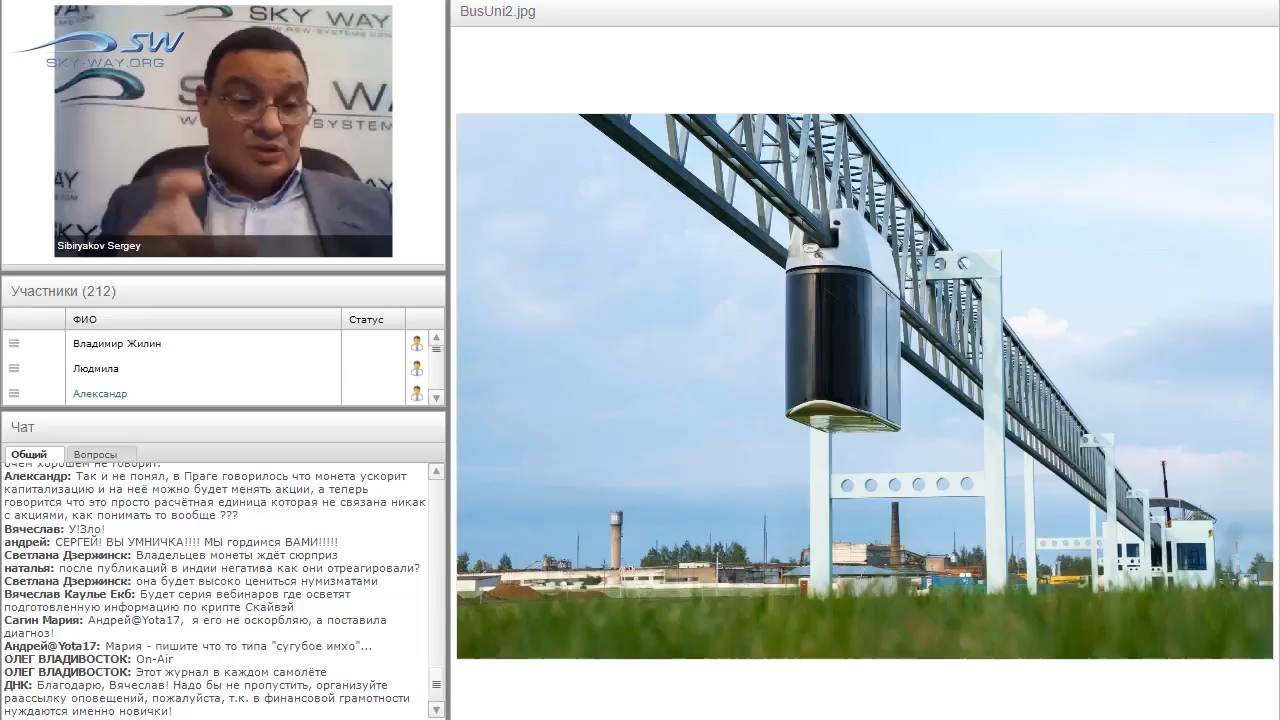 SKY WAY
RSW SYSTEMS.COM
SW
SKY-WAY.ORG
SYSTEM
Sibiryakov Sergey
BusUni2.jpg
Участники (212)
ФИО
Статус
Владимир Жилин
Людмила
Александр
Чат
Общий
Вопросы
Александр: Так и не понял, в Праге говорилось что монета ускорит
капитализацию и на неё можно будет менять акции, а теперь
говорится что это просто расчётная единица которая не связана никак
с акциями, как понимать то вообще ???
Вячеслав: У!Зло!
андрей: СЕРГЕЙ! ВЫ УМНИЧКА!!!! МЫ ГОРДИМСЯ ВАМИ!!!!!
Светлана Дзержинск: Владельцев монеты ждёт сюрприз
наталья: после публикаций в индии негатива как они отреагировали?
Светлана Дзержинск: она будет высоко цениться нумизматами
Вячеслав Каулье Екб: Будет серия вебинаров где осветят
подготовленную информацию по крипте Скайвэй
Сагин Мария: Андрей@Yota17, я его не оскорбляю, а поставила
диагноз!
Андрей@Yota17: Мария - пишите что то типа "сугубое имхо"...
ОЛЕГ ВЛАДИВОСТОК: On-Air
ОЛЕГ ВЛАДИВОСТОК: Этот журнал в каждом самолёте
ДНК: Благодарю, Вячеслав! Надо бы не пропустить, организуйте
раассылку оповещений, пожалуйста, т.к. в финансовой грамотности
нуждаются именно новички!